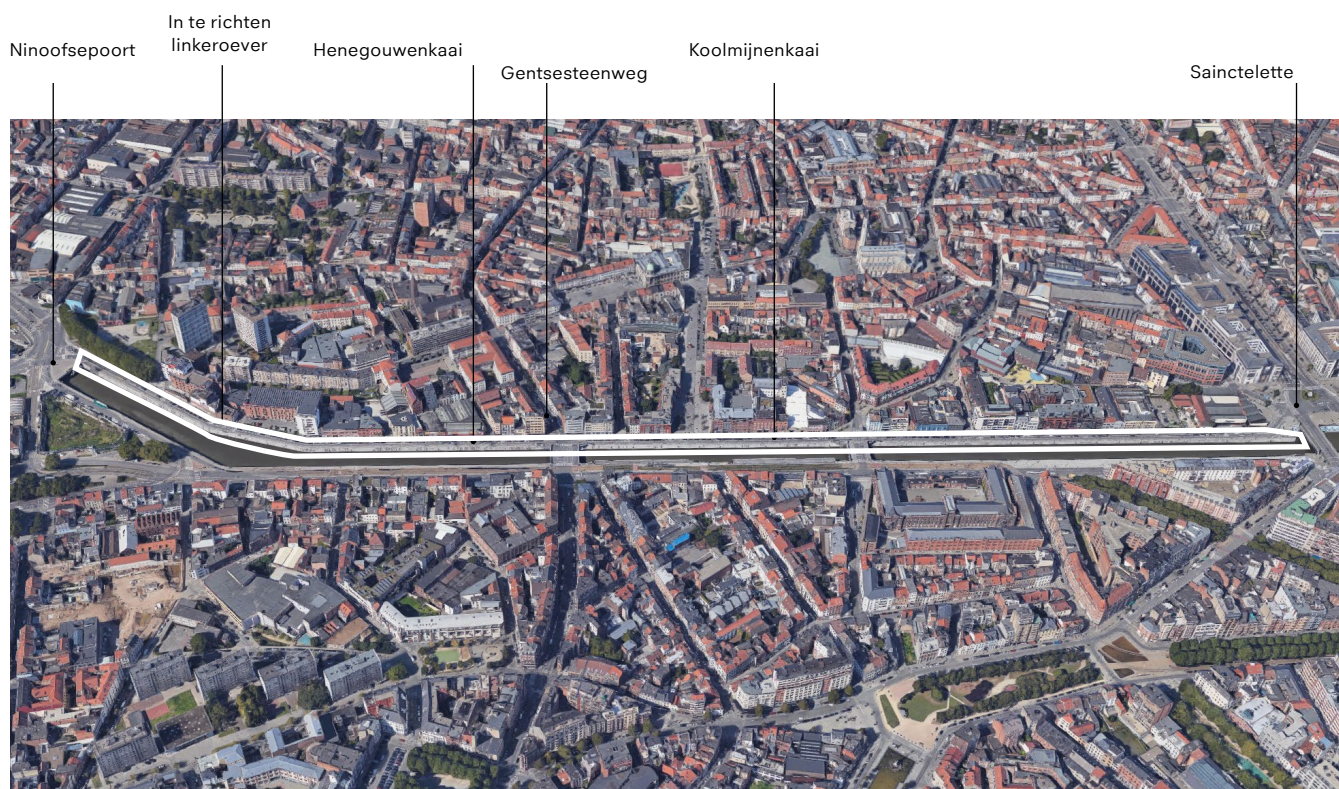 Ninoofsepoort
In te richten
linkeroever
Henegouwenkaai
Gentsesteenweg
Koolmijnenkaai
Sainctelette